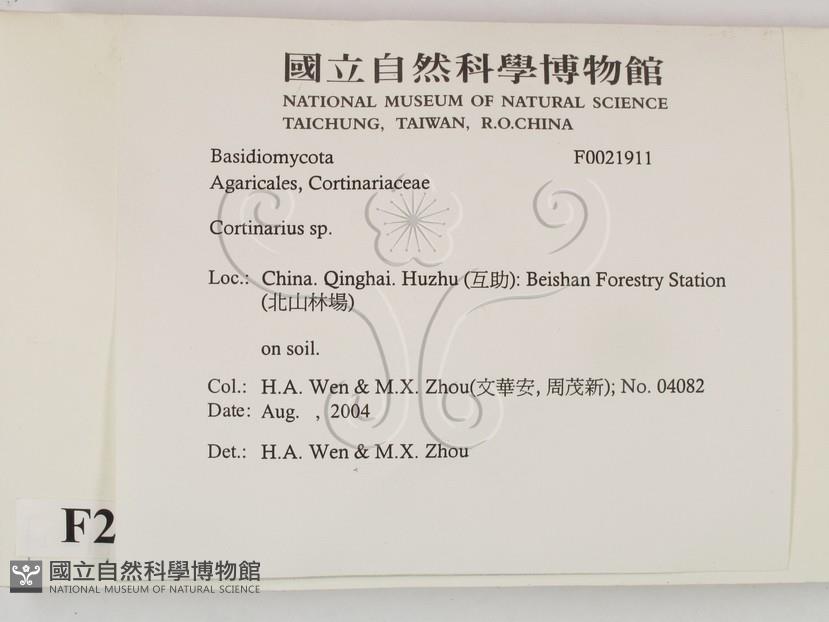 國立自然科學博物館
NATIONAL MUSEUM OF NATURAL SCIENCE
TAICHUNG, TAIWAN, R.O.CHINA
Basidiomycota F0021911
Agaricales, Cortinariaceae
Cortinarius sp.
Loc.: China. Qinghai. Huzhu (互助): Beishan Forestry Station
(北山林場)
on soil.
Col.: H.A. Wen & M.X. Zhou(文華安, 周茂新); No. 04082
Date: Aug. , 2004
Det.: H.A. Wen & M.X. Zhou
F2
國立自然科學博物館
NATIONAL MUSEUM OF NATURAL SCIENCE